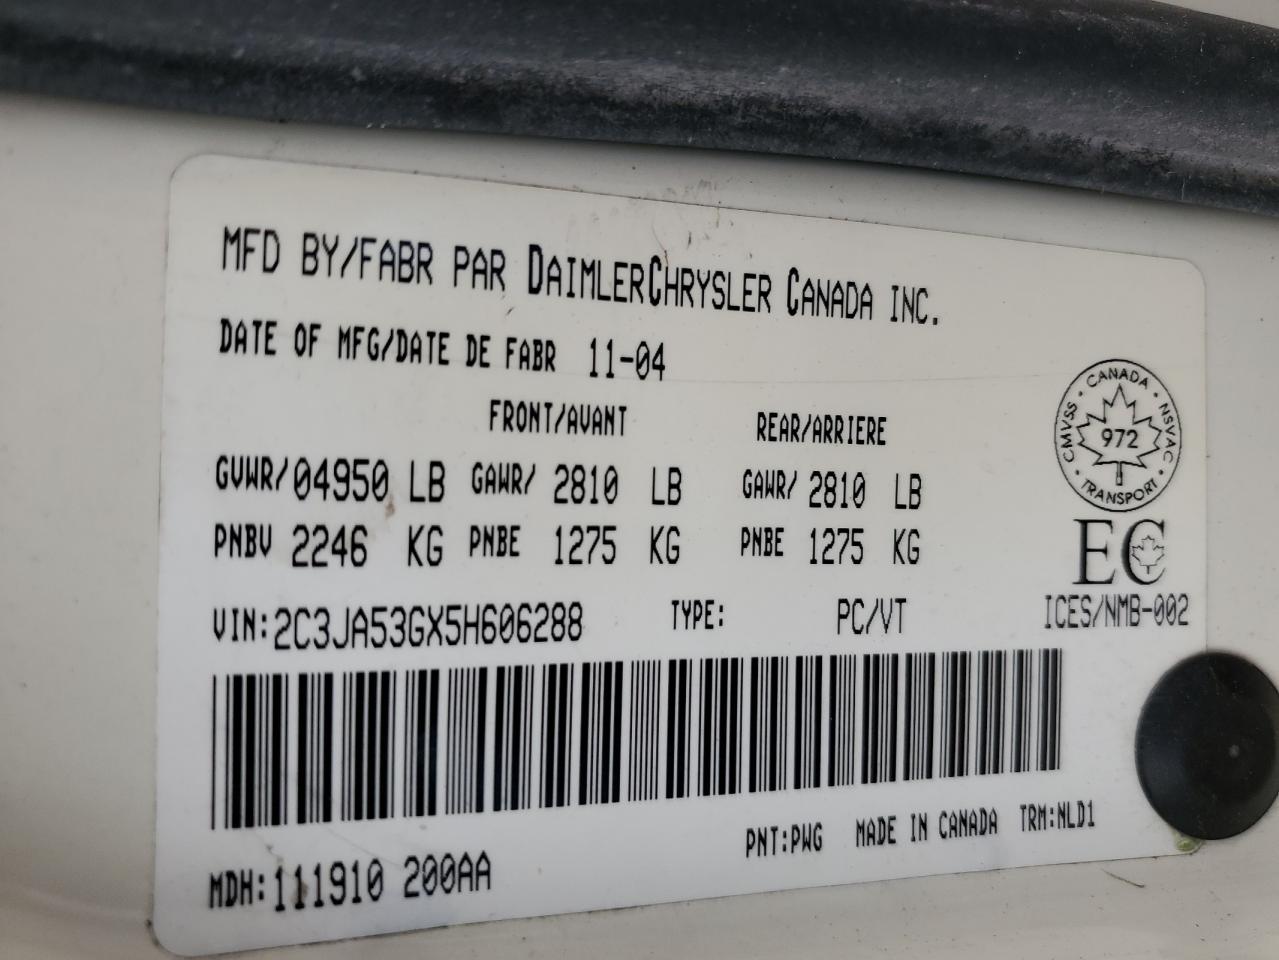 MFD BY/FABR PAR DAIMLERCHRYSLER CANADA INC.
DATE OF MFG/DATE DE FABR 11-04
FRONT/AVANT REAR/ARRIERE
GVWR/04950 LB GAWR/ 2810 LB GAWR/ 2810 LB
PNBV 2246 KG PNBE 1275 KG PNBE 1275 KG
VIN:2C3JA53GX5H606288 TYPE: PC/VT
CANADA · NSVAC · TRANSPORT · CMVSS
972
EC
ICES/NMB-002
PNT:PWG MADE IN CANADA TRM:NLD1
MDH:111910 200AA